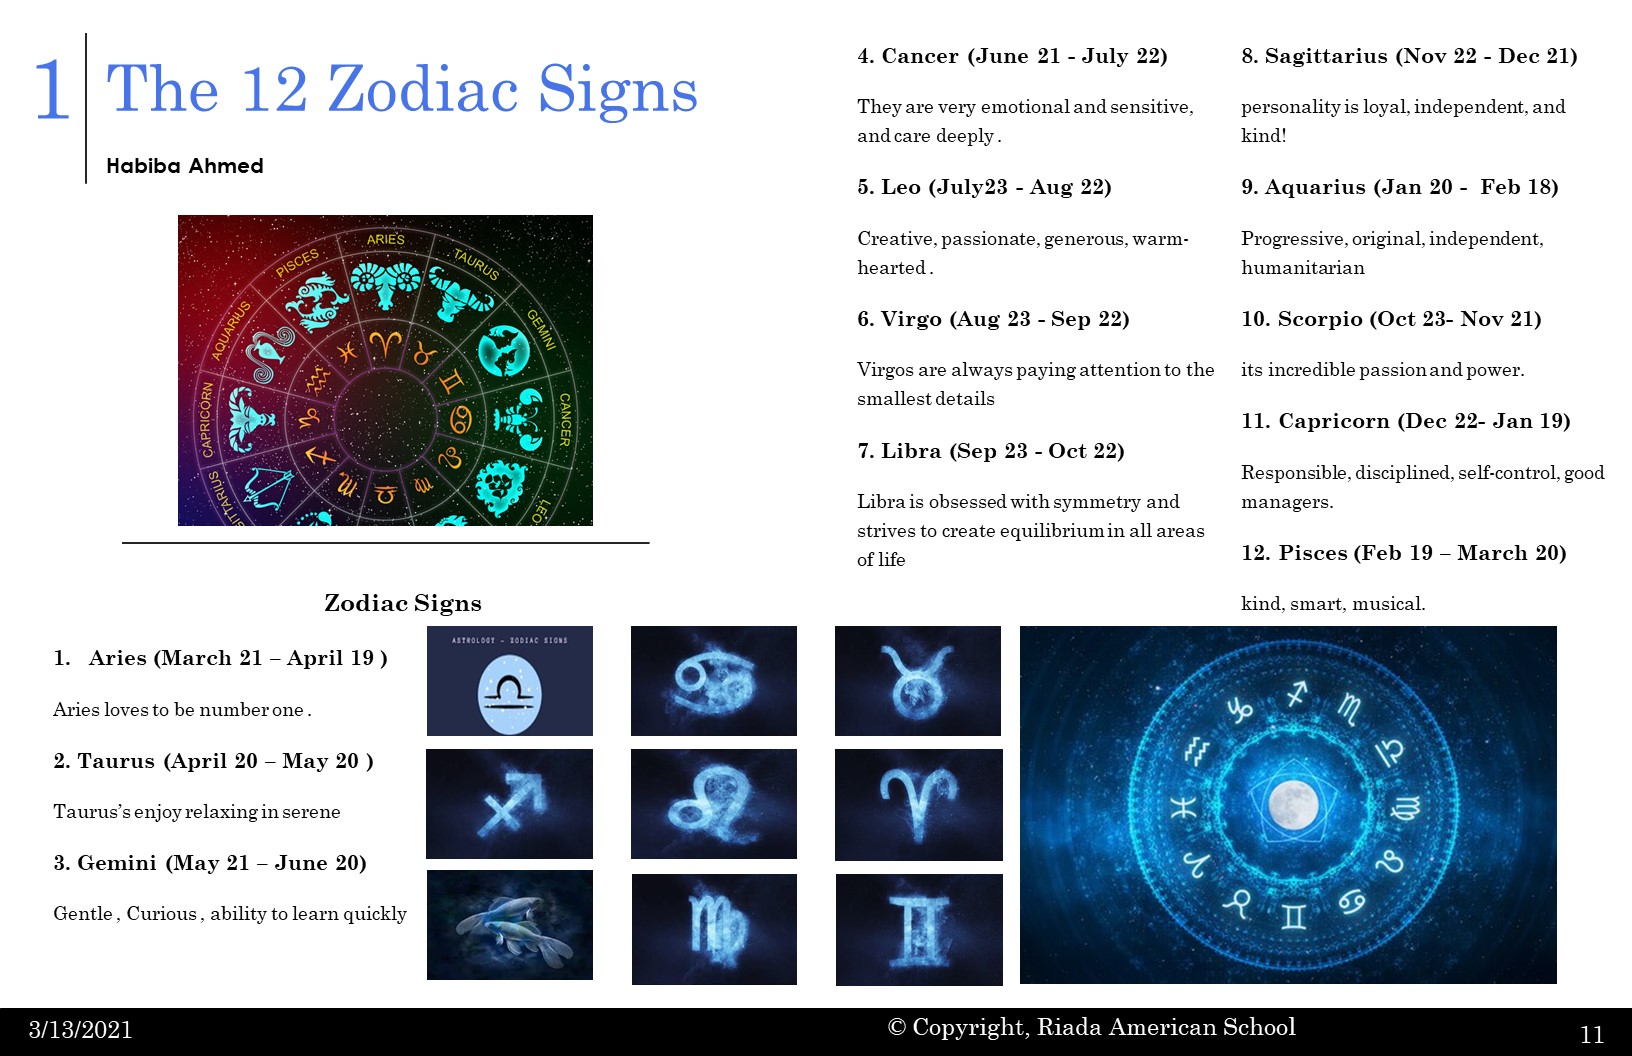 1
The 12 Zodiac Signs
Habiba Ahmed
ARIES
TAURUS
PISCES
GEMINI
AQUARIUS
CANCER
CAPRICORN
LEO
SITTARIUS
Zodiac Signs
1. Aries (March 21 – April 19 )
Aries loves to be number one .
2. Taurus (April 20 – May 20 )
Taurus’s enjoy relaxing in serene
3. Gemini (May 21 – June 20)
Gentle , Curious , ability to learn quickly
ASTROLOGY - ZODIAC SIGNS
4. Cancer (June 21 - July 22)
They are very emotional and sensitive,
and care deeply .
5. Leo (July23 - Aug 22)
Creative, passionate, generous, warm-
hearted .
6. Virgo (Aug 23 - Sep 22)
Virgos are always paying attention to the
smallest details
7. Libra (Sep 23 - Oct 22)
Libra is obsessed with symmetry and
strives to create equilibrium in all areas
of life
8. Sagittarius (Nov 22 - Dec 21)
personality is loyal, independent, and
kind!
9. Aquarius (Jan 20 - Feb 18)
Progressive, original, independent,
humanitarian
10. Scorpio (Oct 23- Nov 21)
its incredible passion and power.
11. Capricorn (Dec 22- Jan 19)
Responsible, disciplined, self-control, good
managers.
12. Pisces (Feb 19 – March 20)
kind, smart, musical.
3/13/2021
© Copyright, Riada American School
11